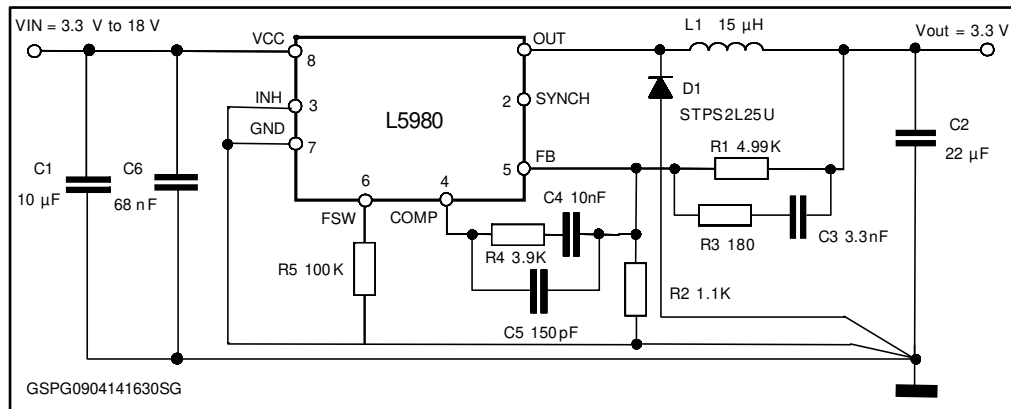 VIN = 3.3 V to 18 V
VCC
8
OUT
L1 15 µH
Vout = 3.3 V
INH
3
2
SYNCH
D1
STPS2L25U
GND
7
L5980
C1
10 µF
C6
68 nF
5
FB
R1 4.99K
C2
22 µF
6
FSW
4
COMP
C4 10nF
R3 180
C3 3.3nF
R5 100K
R4 3.9K
R2 1.1K
C5 150pF
GSPG0904141630SG